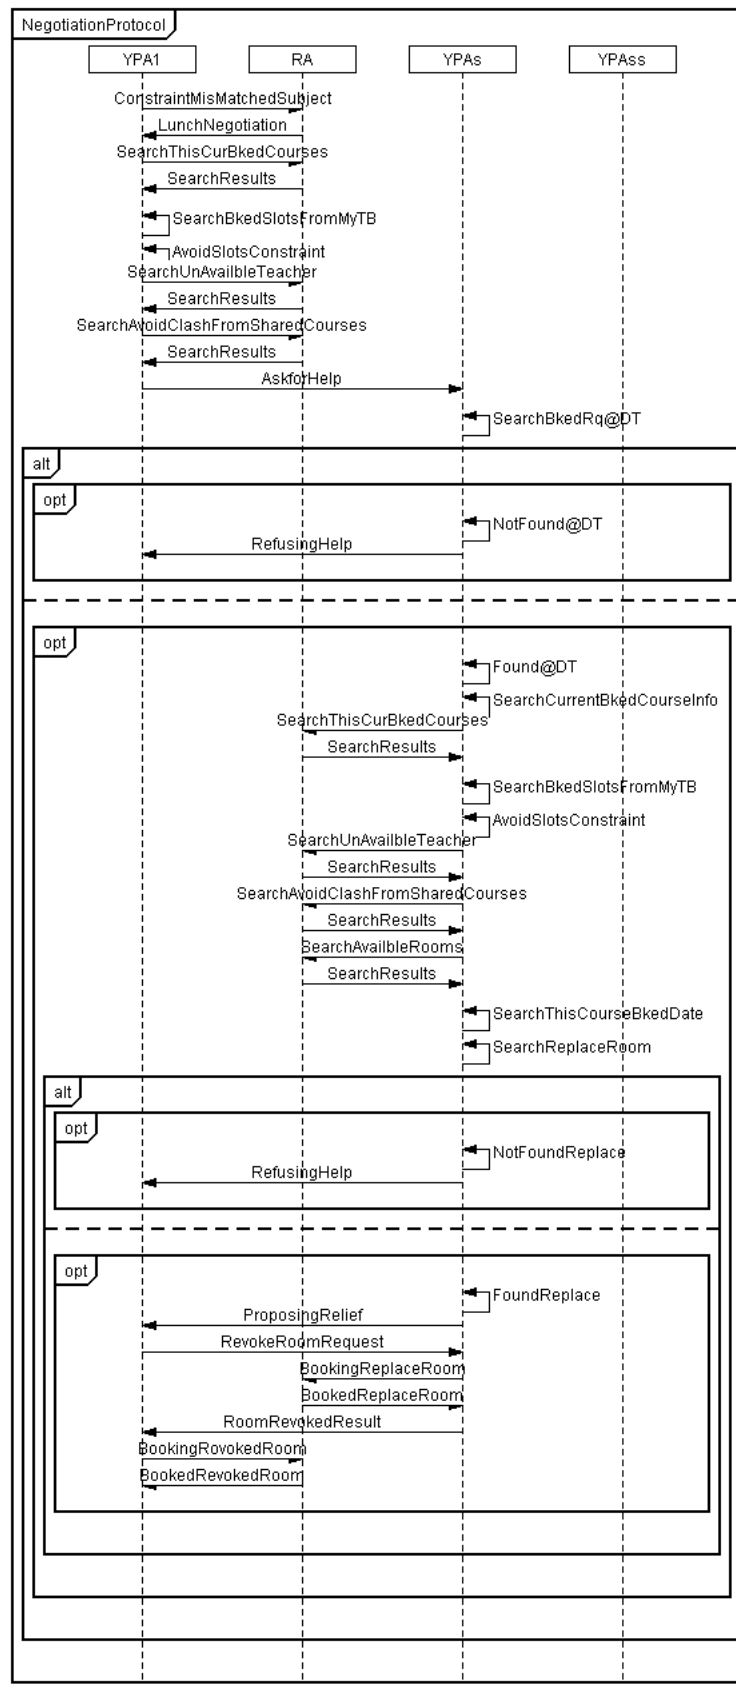 NegotiationProtocol
YPA1 RA YPAs YPAss
ConstraintMisMatchedSubject
LunchNegotiation
SearchThisCurBkedCourses
SearchResults
SearchBkedSlotsFromMyTB
AvoidSlotsConstraint
SearchUnAvailbleTeacher
SearchResults
SearchAvoidClashFromSharedCourses
SearchResults
AskforHelp
SearchBkedRq@DT
alt
opt
NotFound@DT
RefusingHelp
opt
Found@DT
SearchCurrentBkedCourseInfo
SearchThisCurBkedCourses
SearchResults
SearchBkedSlotsFromMyTB
AvoidSlotsConstraint
SearchUnAvailbleTeacher
SearchResults
SearchAvoidClashFromSharedCourses
SearchResults
SearchAvailbleRooms
SearchResults
SearchThisCourseBkedDate
SearchReplaceRoom
alt
opt
NotFoundReplace
RefusingHelp
opt
FoundReplace
ProposingRelief
RevokeRoomRequest
BookingReplaceRoom
BookedReplaceRoom
RoomRevokedResult
BookingRovokedRoom
BookedRevokedRoom